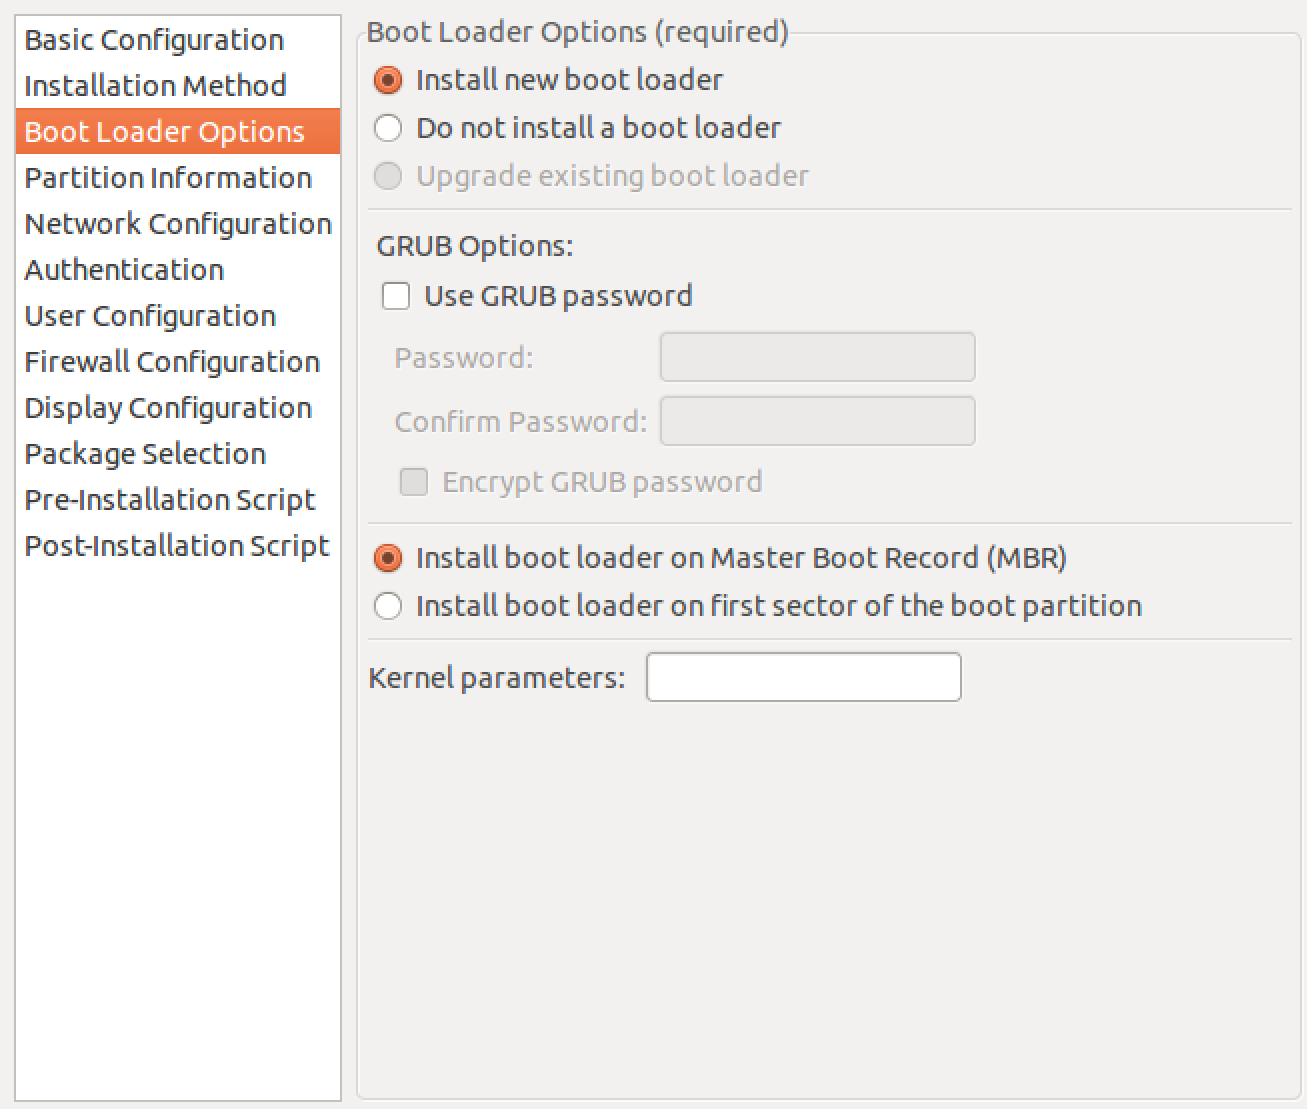 Basic Configuration
Installation Method
Boot Loader Options
Partition Information
Network Configuration
Authentication
User Configuration
Firewall Configuration
Display Configuration
Package Selection
Pre-Installation Script
Post-Installation Script
Boot Loader Options (required)
Install new boot loader
Do not install a boot loader
Upgrade existing boot loader
GRUB Options:
Use GRUB password
Password:
Confirm Password:
Encrypt GRUB password
Install boot loader on Master Boot Record (MBR)
Install boot loader on first sector of the boot partition
Kernel parameters: